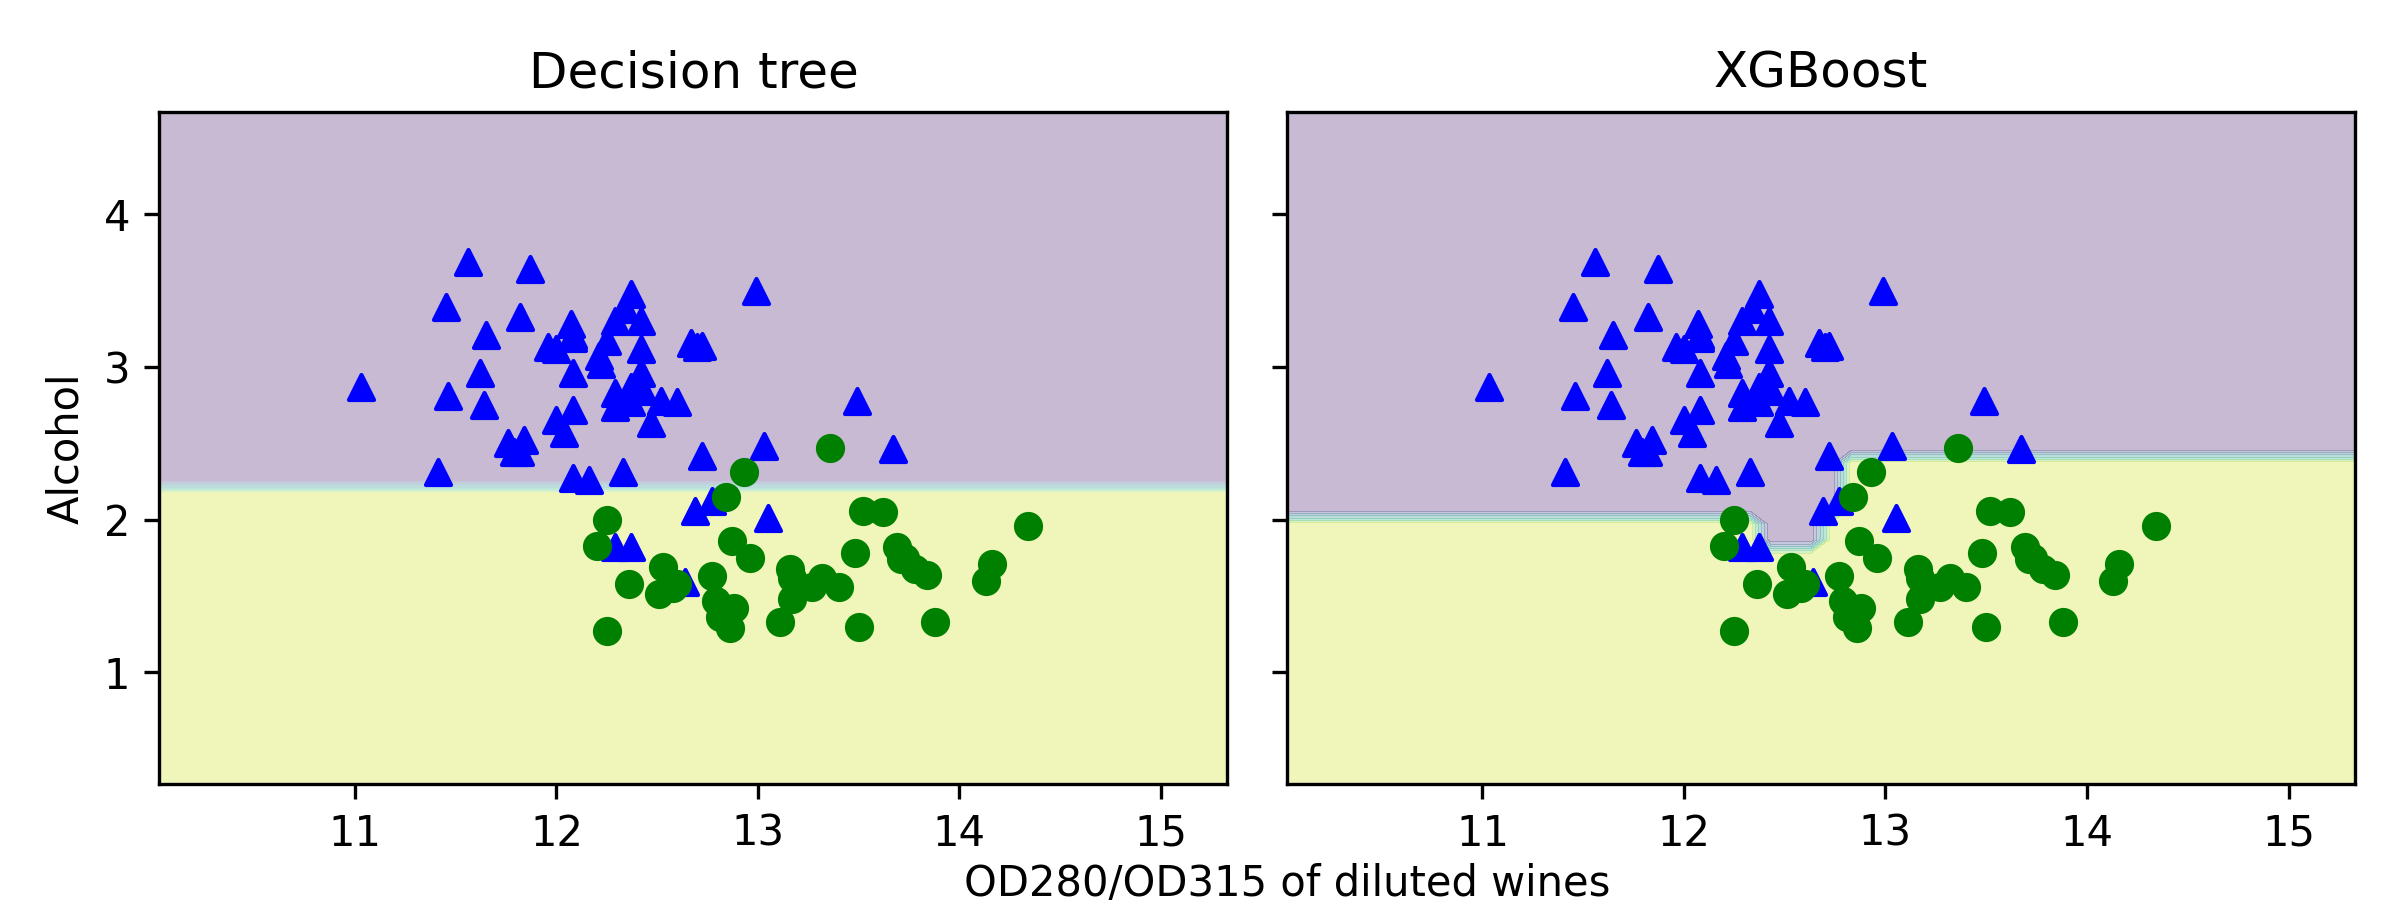 Decision tree
XGBoost
Alcohol
4
3
2
1
11 12 13 14 15
11 12 13 14 15
OD280/OD315 of diluted wines